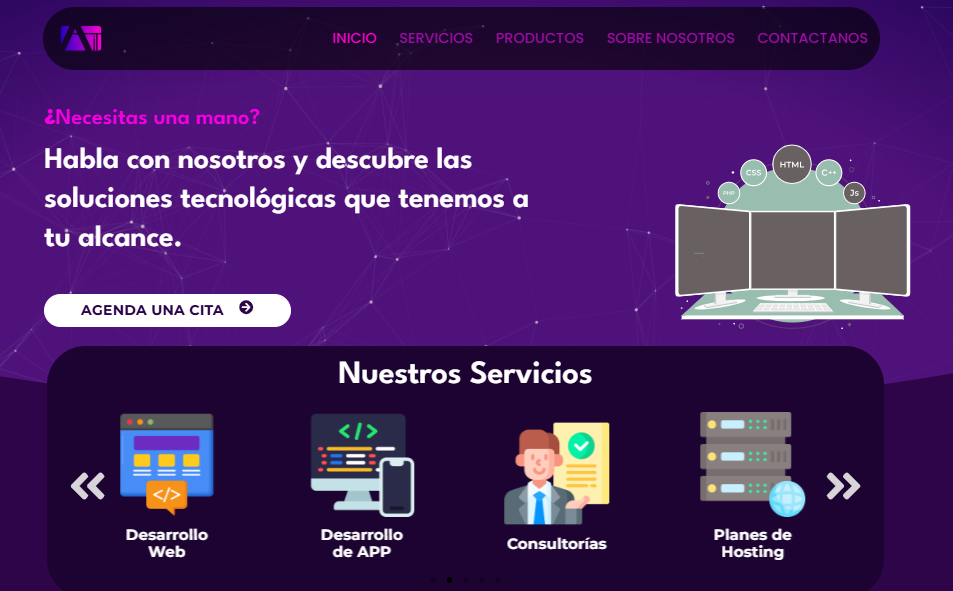 INICIO SERVICIOS PRODUCTOS SOBRE NOSOTROS CONTACTANOS
¿Necesitas una mano?
Habla con nosotros y descubre las
soluciones tecnológicas que tenemos a
tu alcance.
AGENDA UNA CITA
PHP CSS HTML C++ Js
Nuestros Servicios
</>
</>
Desarrollo
Web
Desarrollo
de APP
Consultorías
Planes de
Hosting